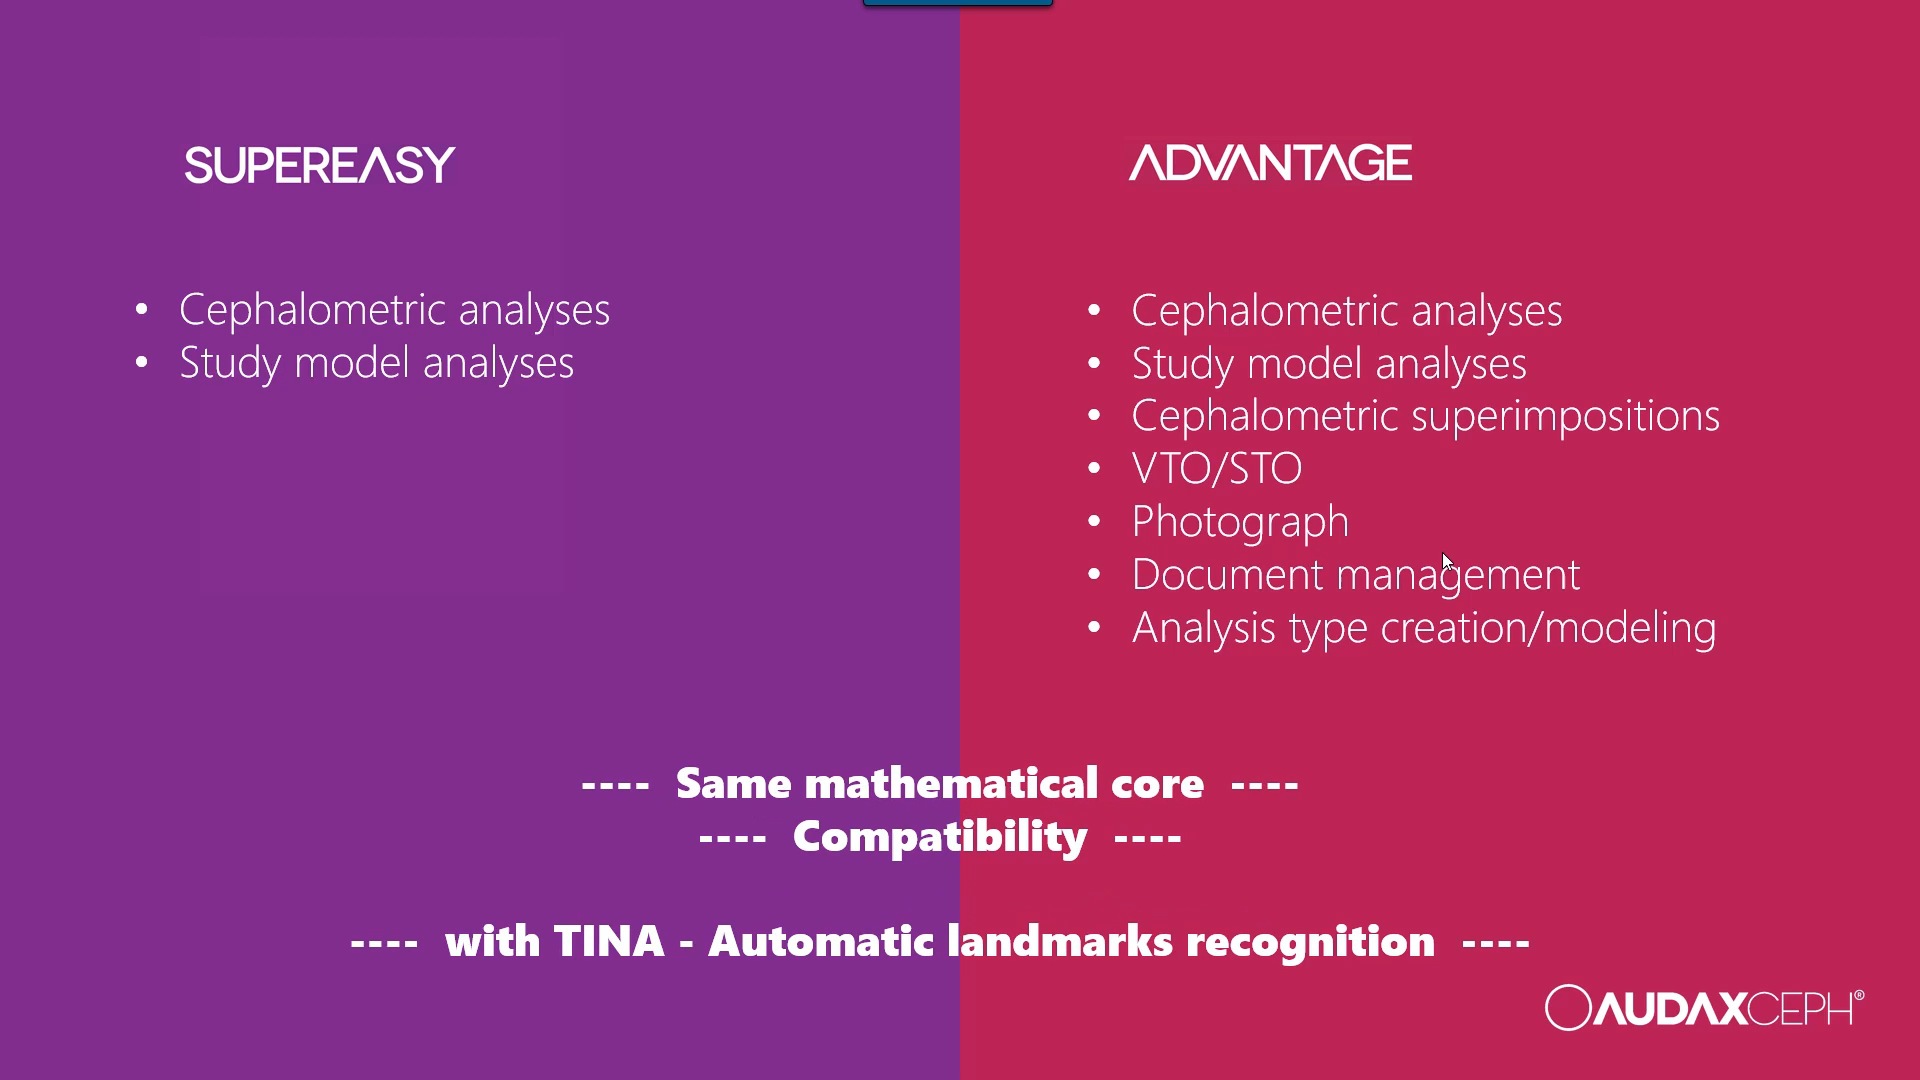 SUPEREASY
• Cephalometric analyses
• Study model analyses
ADVANTAGE
• Cephalometric analyses
• Study model analyses
• Cephalometric superimpositions
• VTO/STO
• Photograph
• Document management
• Analysis type creation/modeling
---- Same mathematical core ----
---- Compatibility ----
---- with TINA - Automatic landmarks recognition ----
AUDAXCEPH®